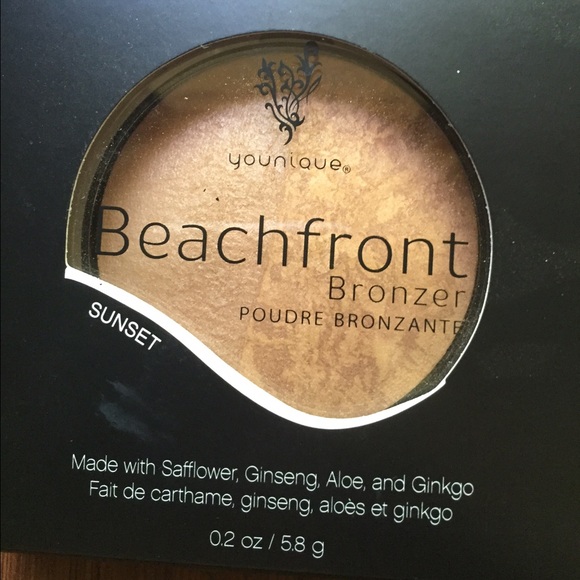 younique®
Beachfront
Bronzer
POUDRE BRONZANTE
SUNSET
Made with Safflower, Ginseng, Aloe, and Ginkgo
Fait de carthame, ginseng, aloès et ginkgo
0.2 oz / 5.8 g